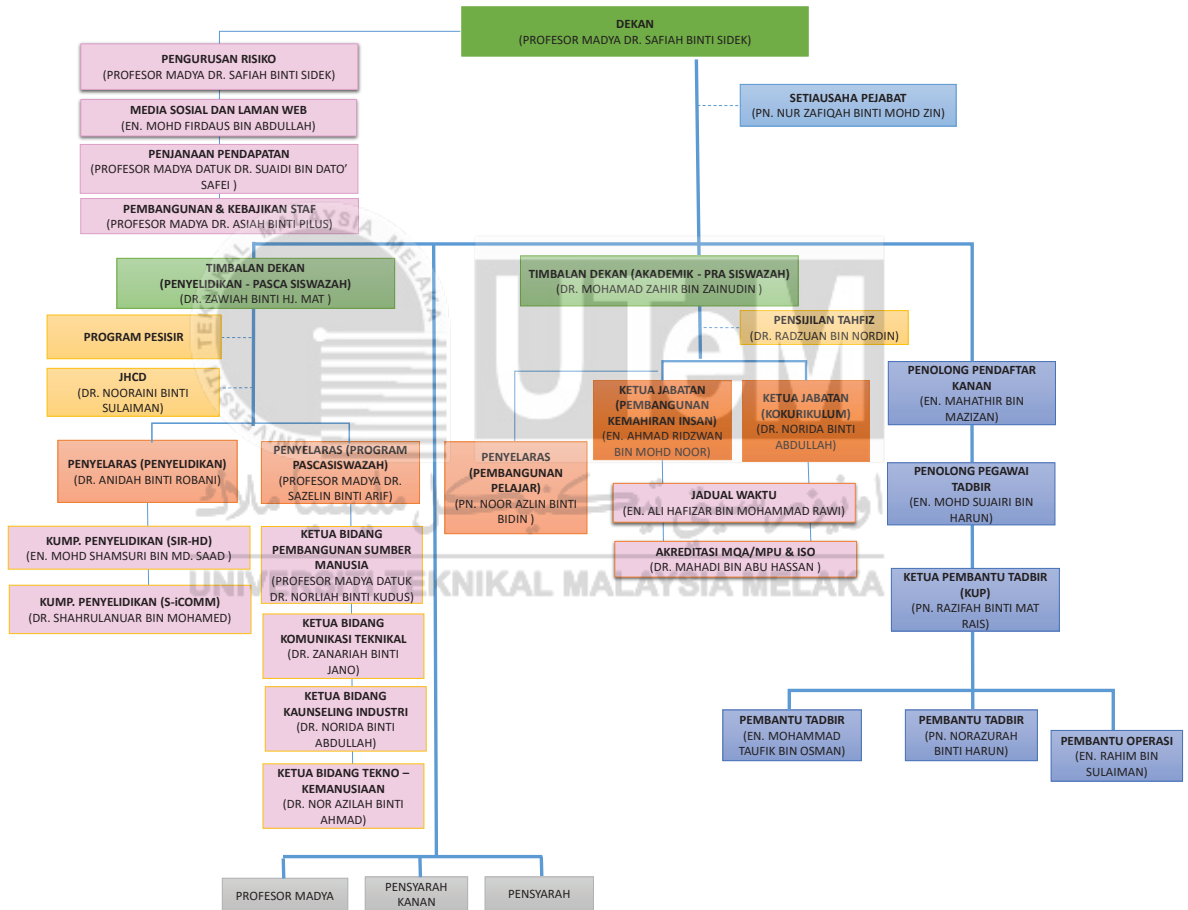 DEKAN
(PROFESOR MADYA DR. SAFIAH BINTI SIDEK)
PENGURUSAN RISIKO
(PROFESOR MADYA DR. SAFIAH BINTI SIDEK)
MEDIA SOSIAL DAN LAMAN WEB
(EN. MOHD FIRDAUS BIN ABDULLAH)
PENJANAAN PENDAPATAN
(PROFESOR MADYA DATUK DR. SUAIDI BIN DATO’
SAFEI )
PEMBANGUNAN & KEBAJIKAN STAF
(PROFESOR MADYA DR. ASIAH BINTI PILUS)
SETIAUSAHA PEJABAT
(PN. NUR ZAFIQAH BINTI MOHD ZIN)
TIMBALAN DEKAN
(PENYELIDIKAN - PASCA SISWAZAH)
(DR. ZAWIAH BINTI HJ. MAT )
TIMBALAN DEKAN (AKADEMIK - PRA SISWAZAH)
(DR. MOHAMAD ZAHIR BIN ZAINUDIN )
PENSIJILAN TAHFIZ
(DR. RADZUAN BIN NORDIN)
PROGRAM PESISIR
JHCD
(DR. NOORAINI BINTI
SULAIMAN)
PENYELARAS (PENYELIDIKAN)
(DR. ANIDAH BINTI ROBANI)
KUMP. PENYELIDIKAN (SIR-HD)
(EN. MOHD SHAMSURI BIN MD. SAAD )
KUMP. PENYELIDIKAN (S-iCOMM)
(DR. SHAHRULANUAR BIN MOHAMED)
PENYELARAS (PROGRAM
PASCASISWAZAH)
(PROFESOR MADYA DR.
SAZELIN BINTI ARIF)
KETUA BIDANG
PEMBANGUNAN SUMBER
MANUSIA
(PROFESOR MADYA DATUK
DR. NORLIAH BINTI KUDUS)
KETUA BIDANG
KOMUNIKASI TEKNIKAL
(DR. ZANARIAH BINTI
JANO)
KETUA BIDANG
KAUNSELING INDUSTRI
(DR. NORIDA BINTI
ABDULLAH)
KETUA BIDANG TEKNO –
KEMANUSIAAN
(DR. NOR AZILAH BINTI
AHMAD)
PENYELARAS
(PEMBANGUNAN
PELAJAR)
(PN. NOOR AZLIN BINTI
BIDIN )
KETUA JABATAN
(PEMBANGUNAN
KEMAHIRAN INSAN)
(EN. AHMAD RIDZWAN
BIN MOHD NOOR)
KETUA JABATAN
(KOKURIKULUM)
(DR. NORIDA BINTI
ABDULLAH)
JADUAL WAKTU
(EN. ALI HAFIZAR BIN MOHAMMAD RAWI)
AKREDITASI MQA/MPU & ISO
(DR. MAHADI BIN ABU HASSAN )
PENOLONG PENDAFTAR
KANAN
(EN. MAHATHIR BIN
MAZIZAN)
PENOLONG PEGAWAI
TADBIR
(EN. MOHD SUJAIRI BIN
HARUN)
KETUA PEMBANTU TADBIR
(KUP)
(PN. RAZIFAH BINTI MAT
RAIS)
PEMBANTU TADBIR
(EN. MOHAMMAD
TAUFIK BIN OSMAN)
PEMBANTU TADBIR
(PN. NORAZURAH
BINTI HARUN)
PEMBANTU OPERASI
(EN. RAHIM BIN
SULAIMAN)
PROFESOR MADYA
PENSYARAH
KANAN
PENSYARAH
UTeM
UNIVERSITI TEKNIKAL MALAYSIA MELAKA
UNIVERSITI TEKNIKAL MALAYSIA MELAKA